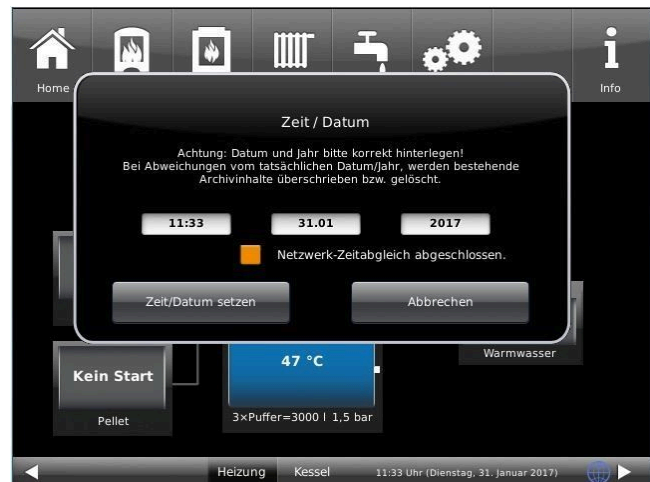 Home
Info
Zeit / Datum
Achtung: Datum und Jahr bitte korrekt hinterlegen!
Bei Abweichungen vom tatsächlichen Datum/Jahr, werden bestehende
Archivinhalte überschrieben bzw. gelöscht.
11:33 31.01 2017
Netzwerk-Zeitabgleich abgeschlossen.
Zeit/Datum setzen Abbrechen
47 °C
Warmwasser
Kein Start
Pellet
3×Puffer=3000 l 1,5 bar
Heizung Kessel 11:33 Uhr (Dienstag, 31. Januar 2017)